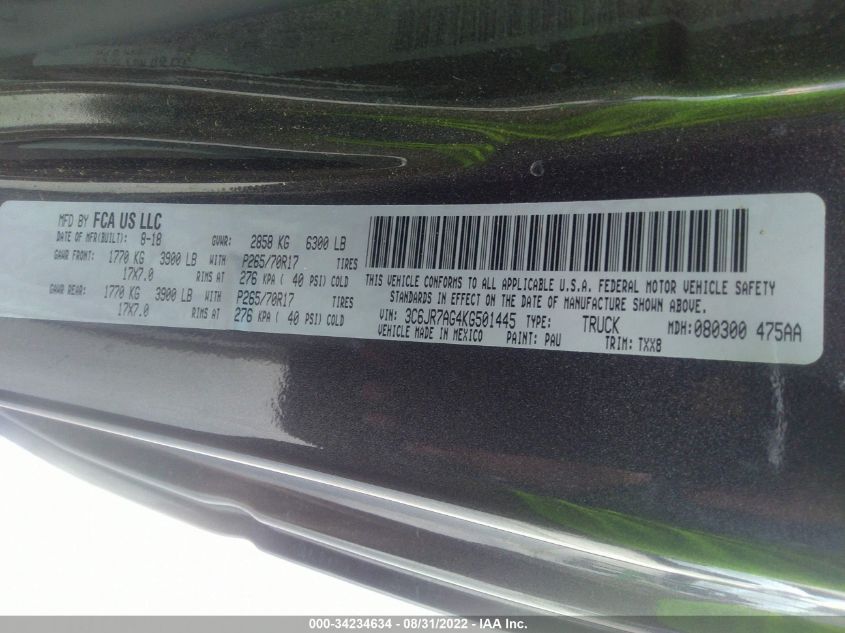 MFD BY FCA US LLC
DATE OF MFR(BUILT): 8-18 GVWR: 2858 KG 6300 LB
GAWR FRONT: 1770 KG 3900 LB WITH P265/70R17 TIRES
17X7.0 RIMS AT 276 KPA ( 40 PSI) COLD
GAWR REAR: 1770 KG 3900 LB WITH P265/70R17 TIRES
17X7.0 RIMS AT 276 KPA ( 40 PSI) COLD
THIS VEHICLE CONFORMS TO ALL APPLICABLE U.S.A. FEDERAL MOTOR VEHICLE SAFETY
STANDARDS IN EFFECT ON THE DATE OF MANUFACTURE SHOWN ABOVE.
VIN: 3C6JR7AG4KG501445 TYPE: TRUCK MDH: 080300 475AA
VEHICLE MADE IN MEXICO PAINT: PAU TRIM: TXX8
000-34234634 - 08/31/2022 - IAA Inc.